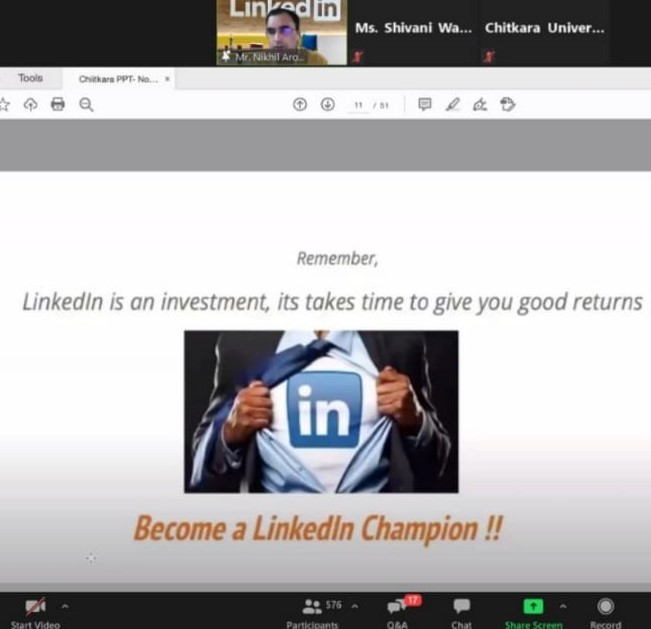 Linkedin
Mr. Nikhil Aro...
Ms. Shivani Wa...
Chitkara Univer...
Tools
Chiitkara PPT- No... ×
11 / 51
Remember,
LinkedIn is an investment, its takes time to give you good returns
in
Become a LinkedIn Champion !!
576
17
Start Video
Participants
Q&A
Chat
Share Screen
Record